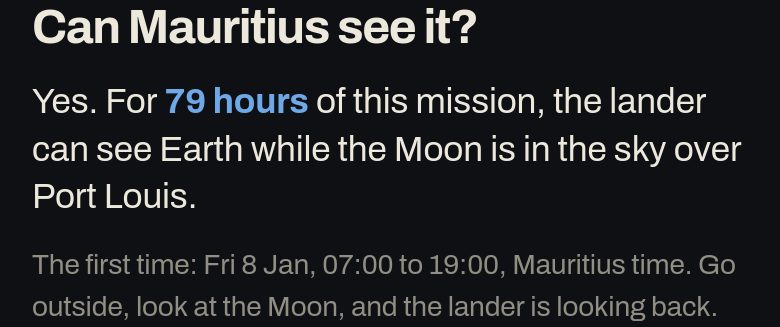 Can Mauritius see it?
Yes. For 79 hours of this mission, the lander
can see Earth while the Moon is in the sky over
Port Louis.
The first time: Fri 8 Jan, 07:00 to 19:00, Mauritius time. Go
outside, look at the Moon, and the lander is looking back.